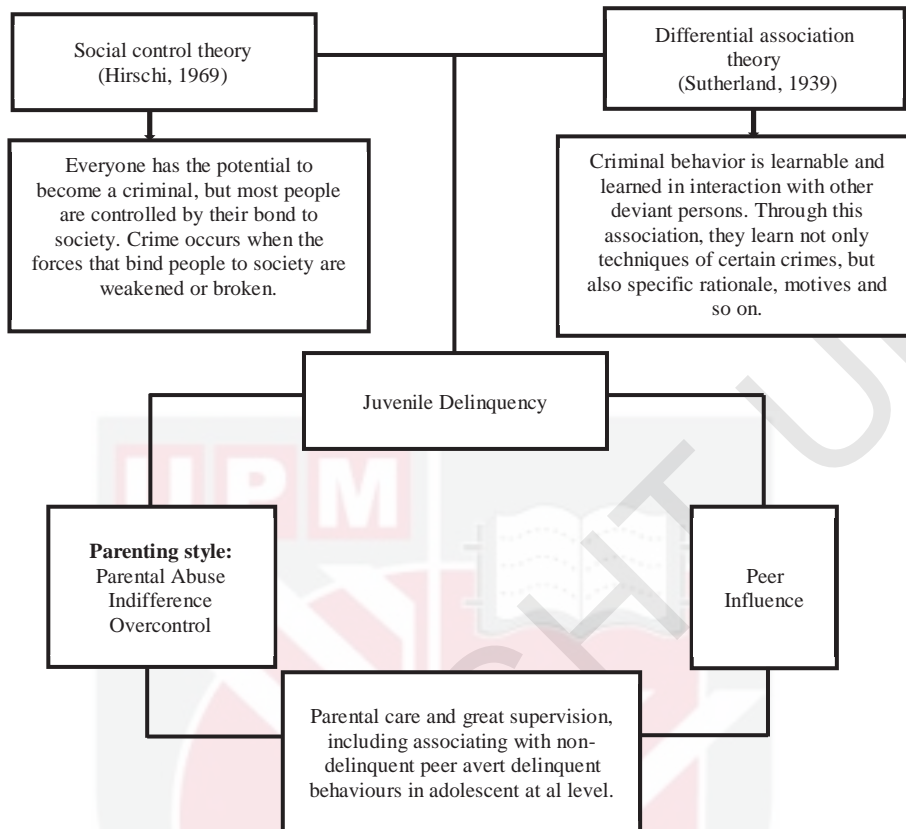 Social control theory
(Hirschi, 1969)
Differential association
theory
(Sutherland, 1939)
Everyone has the potential to
become a criminal, but most people
are controlled by their bond to
society. Crime occurs when the
forces that bind people to society are
weakened or broken.
Criminal behavior is learnable and
learned in interaction with other
deviant persons. Through this
association, they learn not only
techniques of certain crimes, but
also specific rationale, motives and
so on.
Juvenile Delinquency
UPM
Parenting style:
Parental Abuse
Indifference
Overcontrol
Peer
Influence
Parental care and great supervision,
including associating with non-
delinquent peer avert delinquent
behaviours in adolescent at al level.